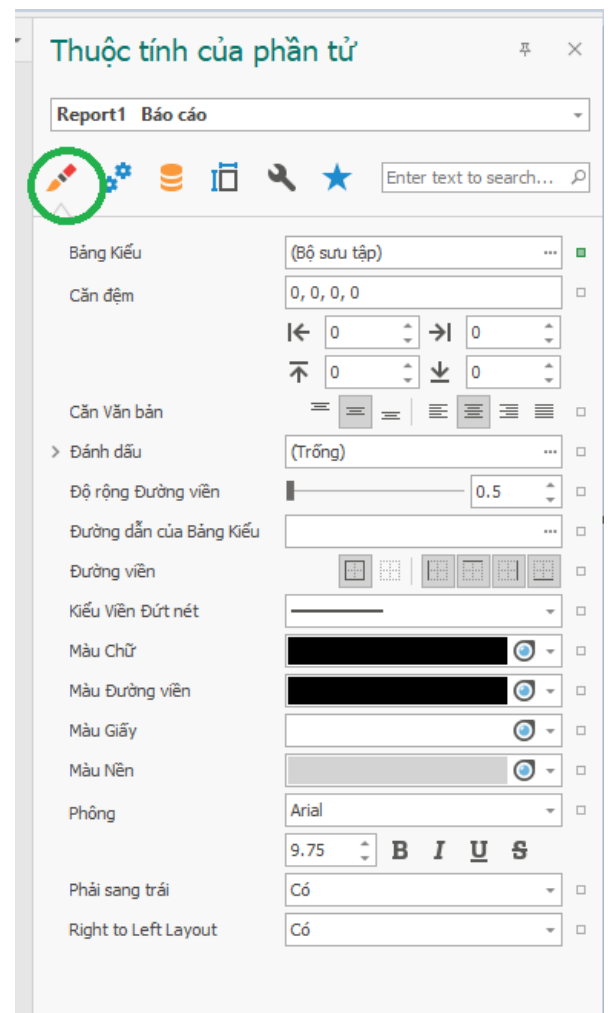 Thuộc tính của phần tử
Report1 Báo cáo
Enter text to search...
Bảng Kiểu (Bộ sưu tập)
Căn đệm 0, 0, 0, 0
0 0
0 0
Căn Văn bản
Đánh dấu (Trống)
Độ rộng Đường viền 0.5
Đường dẫn của Bảng Kiểu
Đường viền
Kiểu Viền Đứt nét
Màu Chữ
Màu Đường viền
Màu Giấy
Màu Nền
Phông Arial
9.75 B I U S
Phải sang trái Có
Right to Left Layout Có